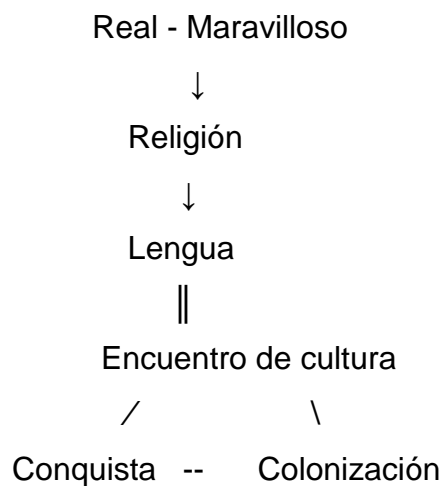 Real - Maravilloso
↓
Religión
↓
Lengua
‖
Encuentro de cultura
/ \
Conquista -- Colonización